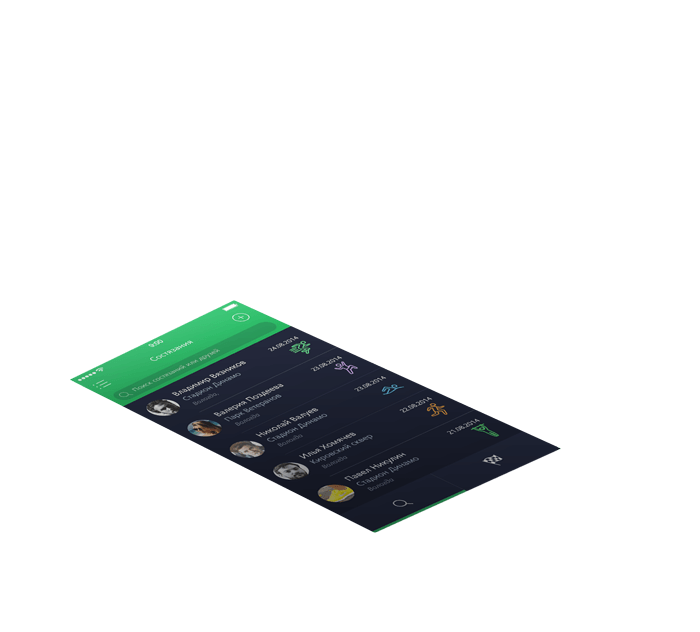 9:00
Состязания
Поиск состязаний или друзей
Владимир Вязников
Стадион Динамо
24.08.2014
Валерия Позднева
Парк Ветеранов
23.08.2014
Николай Валуев
Стадион Динамо
23.08.2014
Илья Хомячев
Кировский сквер
22.08.2014
Павел Никулин
Стадион Динамо
21.08.2014